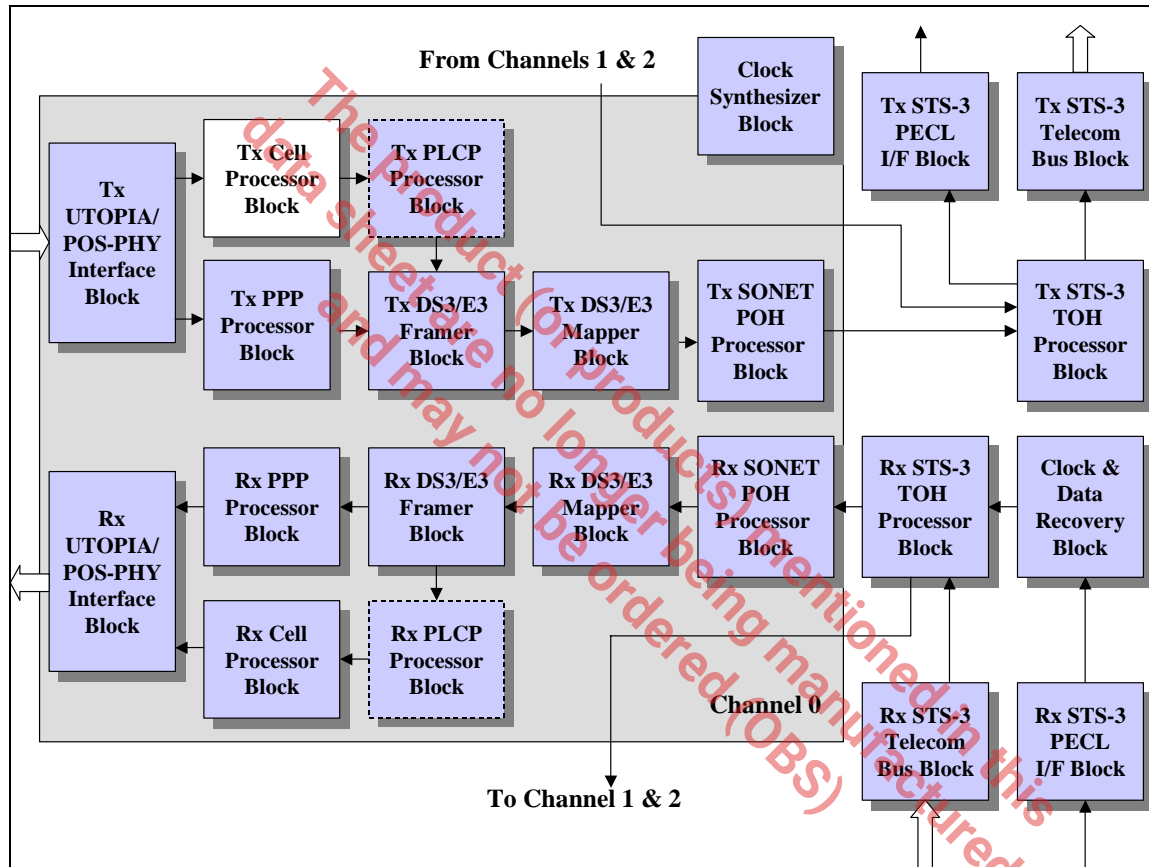 From Channels 1 & 2
Clock
Synthesizer
Block
Tx STS-3
PECL
I/F Block
Tx STS-3
Telecom
Bus Block
Tx
UTOPIA/
POS-PHY
Interface
Block
Tx Cell
Processor
Block
Tx PLCP
Processor
Block
Tx PPP
Processor
Block
Tx DS3/E3
Framer
Block
Tx DS3/E3
Mapper
Block
Tx SONET
POH
Processor
Block
Tx STS-3
TOH
Processor
Block
Rx
UTOPIA/
POS-PHY
Interface
Block
Rx PPP
Processor
Block
Rx DS3/E3
Framer
Block
Rx DS3/E3
Mapper
Block
Rx SONET
POH
Processor
Block
Rx STS-3
TOH
Processor
Block
Clock &
Data
Recovery
Block
Rx Cell
Processor
Block
Rx PLCP
Processor
Block
Channel 0
Rx STS-3
Telecom
Bus Block
Rx STS-3
PECL
I/F Block
To Channel 1 & 2
The product (or products) mentioned in this
data sheet are no longer being manufactured
and may not be ordered (OBS)